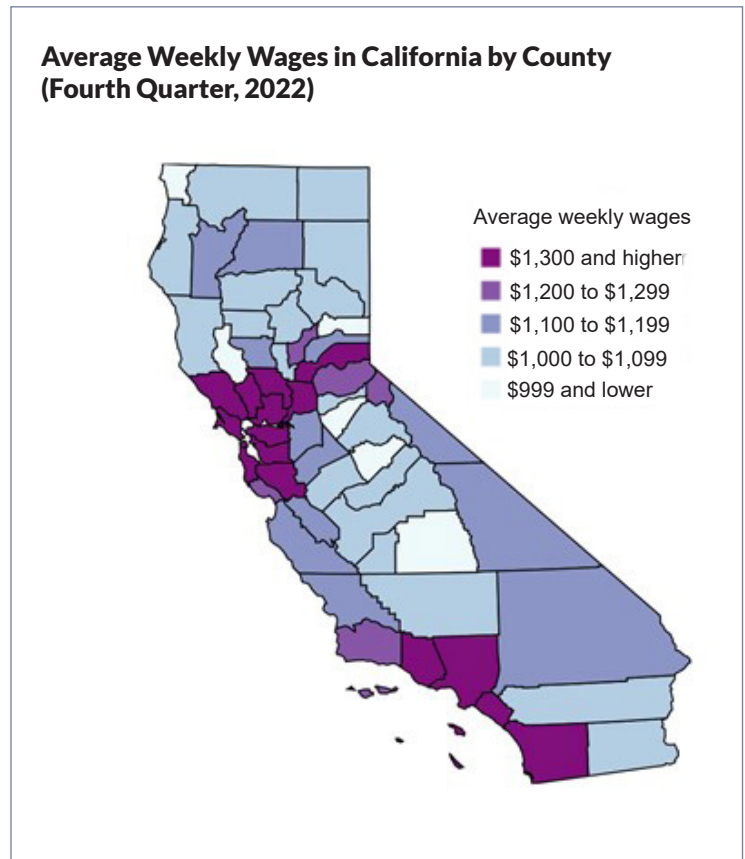 Average Weekly Wages in California by County
(Fourth Quarter, 2022)
Average weekly wages
$1,300 and higher
$1,200 to $1,299
$1,100 to $1,199
$1,000 to $1,099
$999 and lower